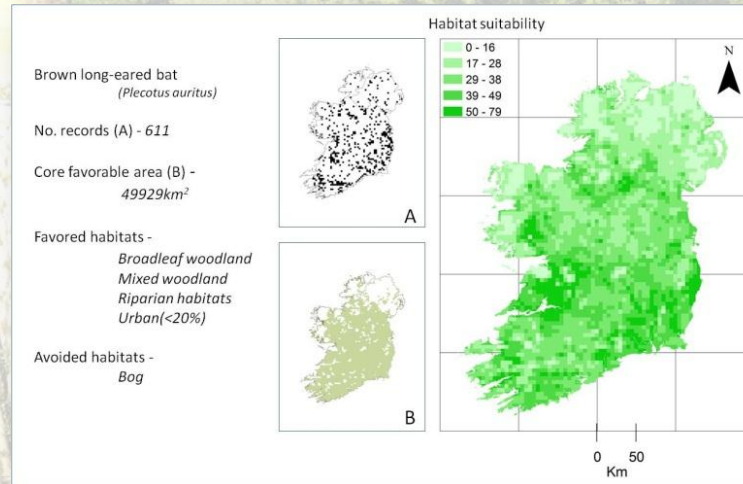 Brown long-eared bat
(Plecotus auritus)
No. records (A) - 611
Core favorable area (B) -
49929km²
Favored habitats -
Broadleaf woodland
Mixed woodland
Riparian habitats
Urban(<20%)
Avoided habitats -
Bog
A
B
Habitat suitability
0 - 16
17 - 28
29 - 38
39 - 49
50 - 79
N
0 50
Km